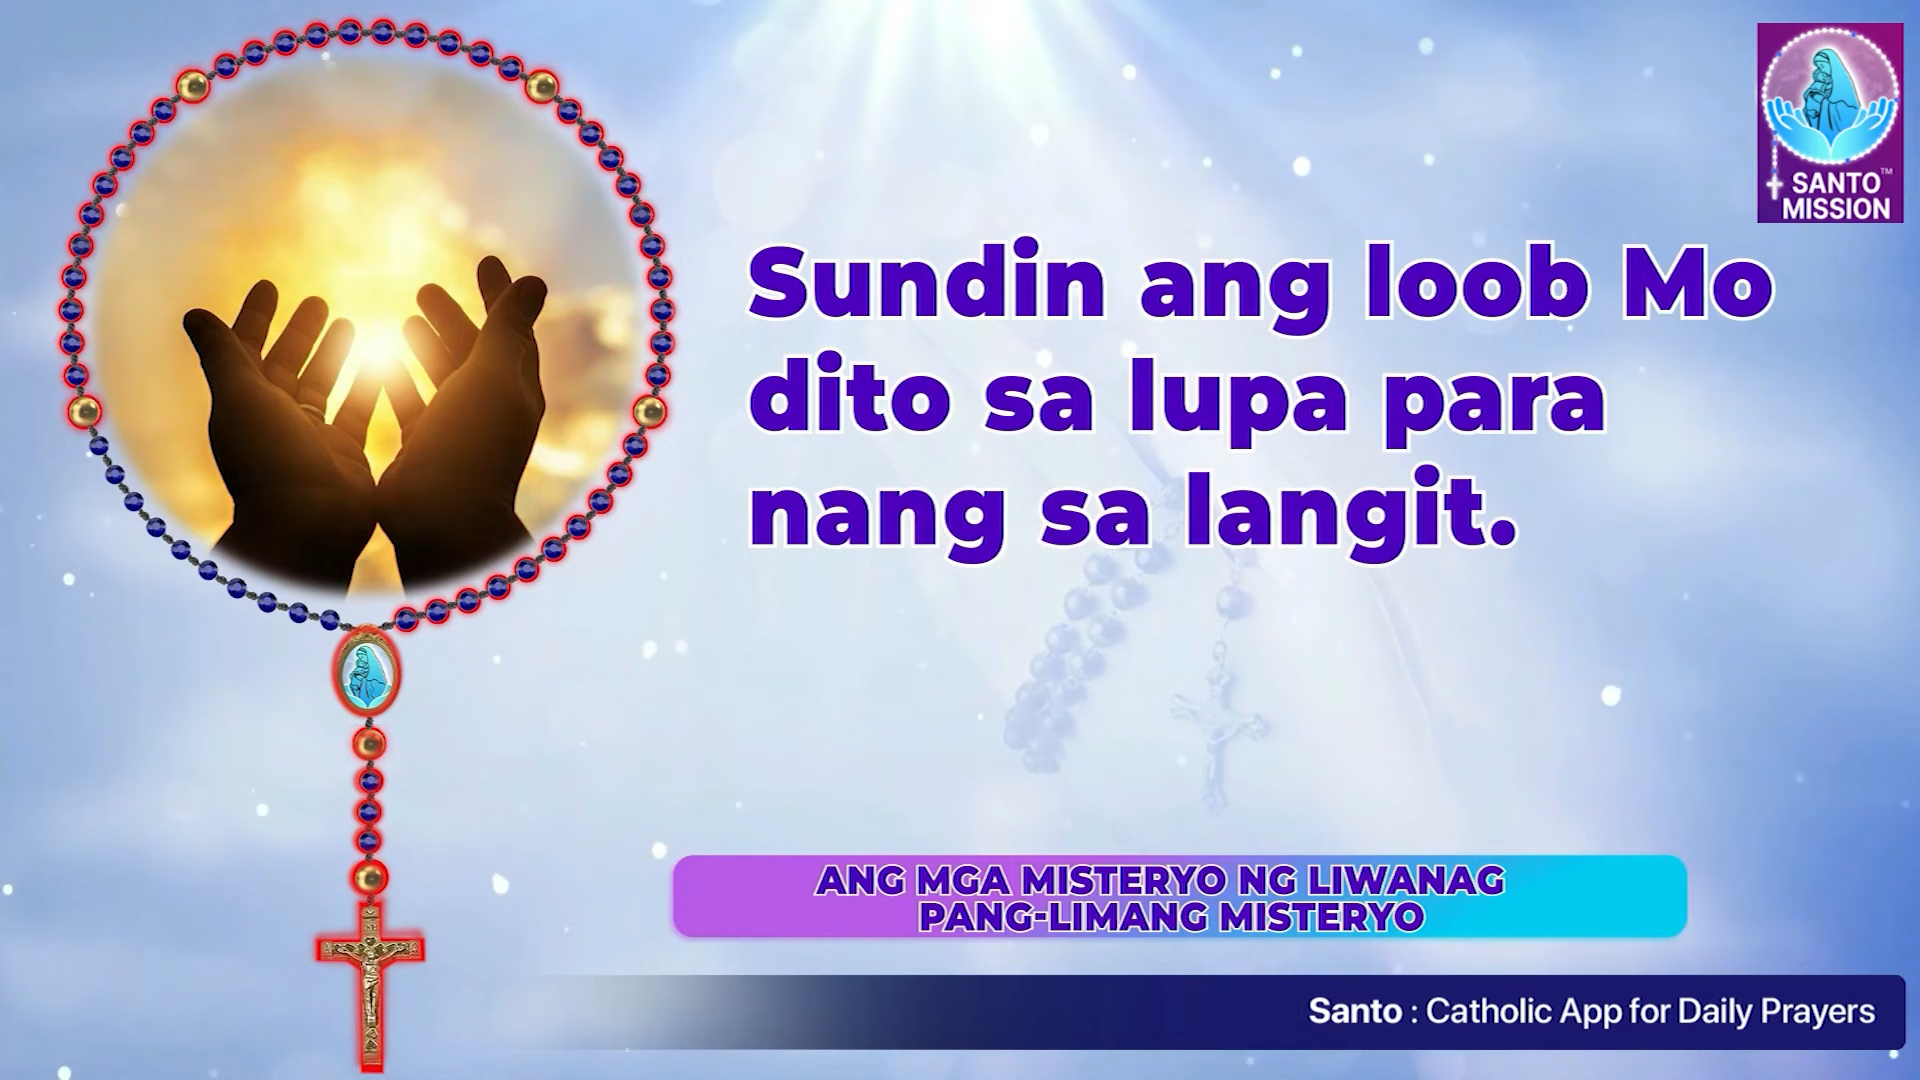 SANTO™
MISSION
Sundin ang loob Mo
dito sa lupa para
nang sa langit.
ANG MGA MISTERYO NG LIWANAG
PANG-LIMANG MISTERYO
Santo : Catholic App for Daily Prayers